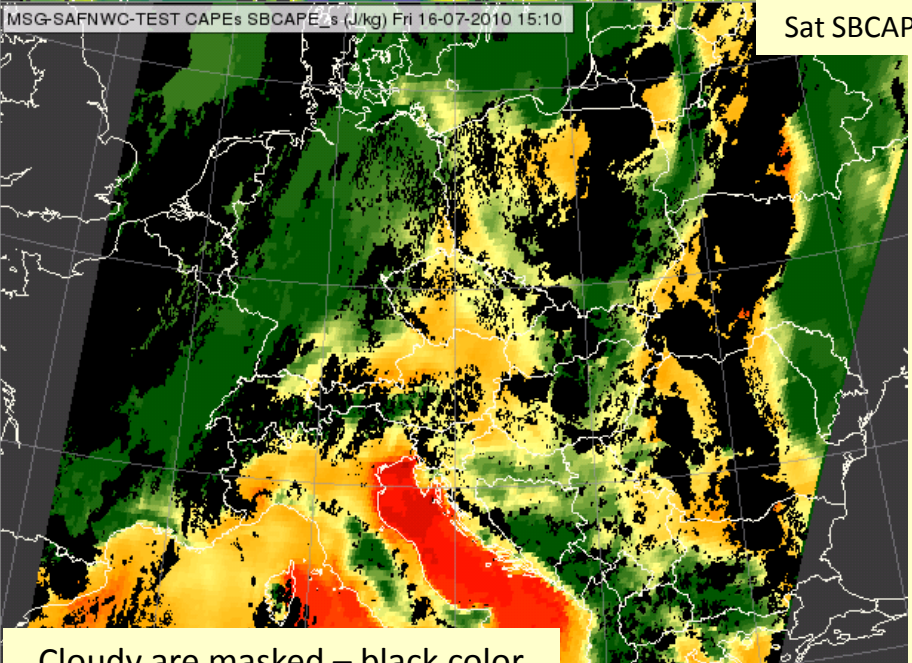 MSG-SAFNWC-TEST CAPEs SBCAPE_s (J/kg) Fri 16-07-2010 15:10
Sat SBCAP
Cloudy are masked – black color